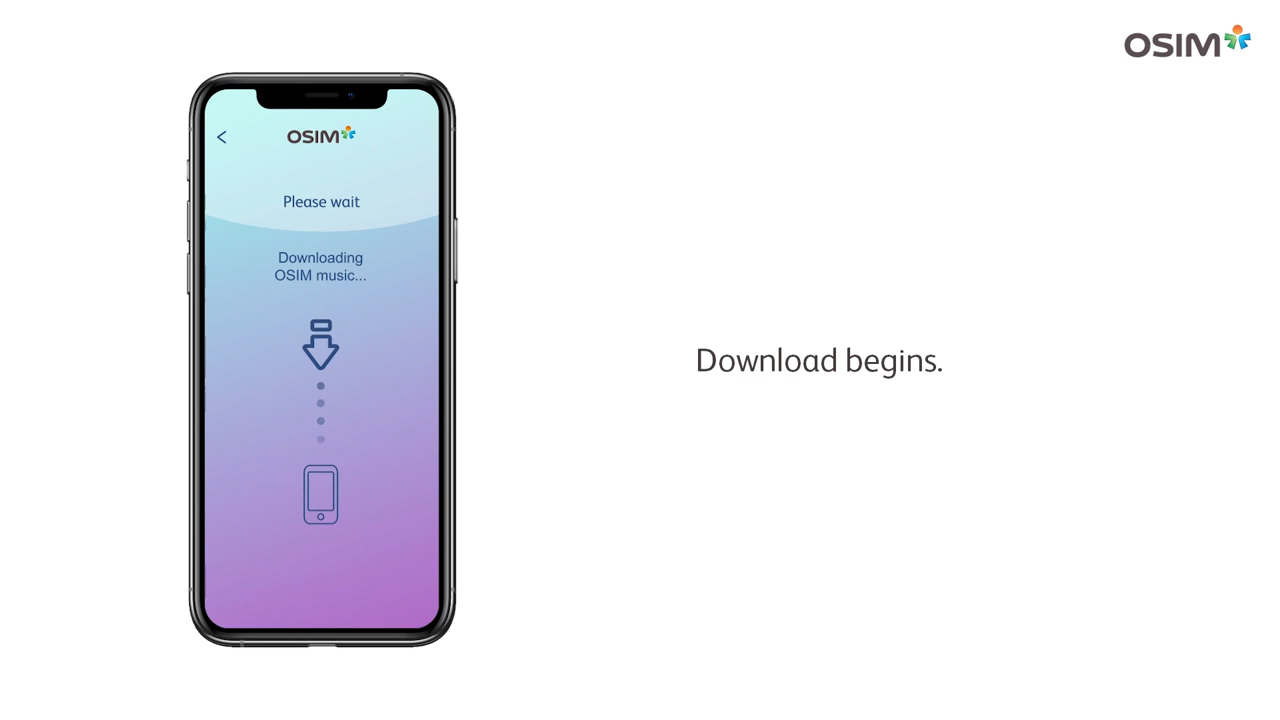 OSIM
OSIM
Please wait
Downloading
OSIM music...
Download begins.